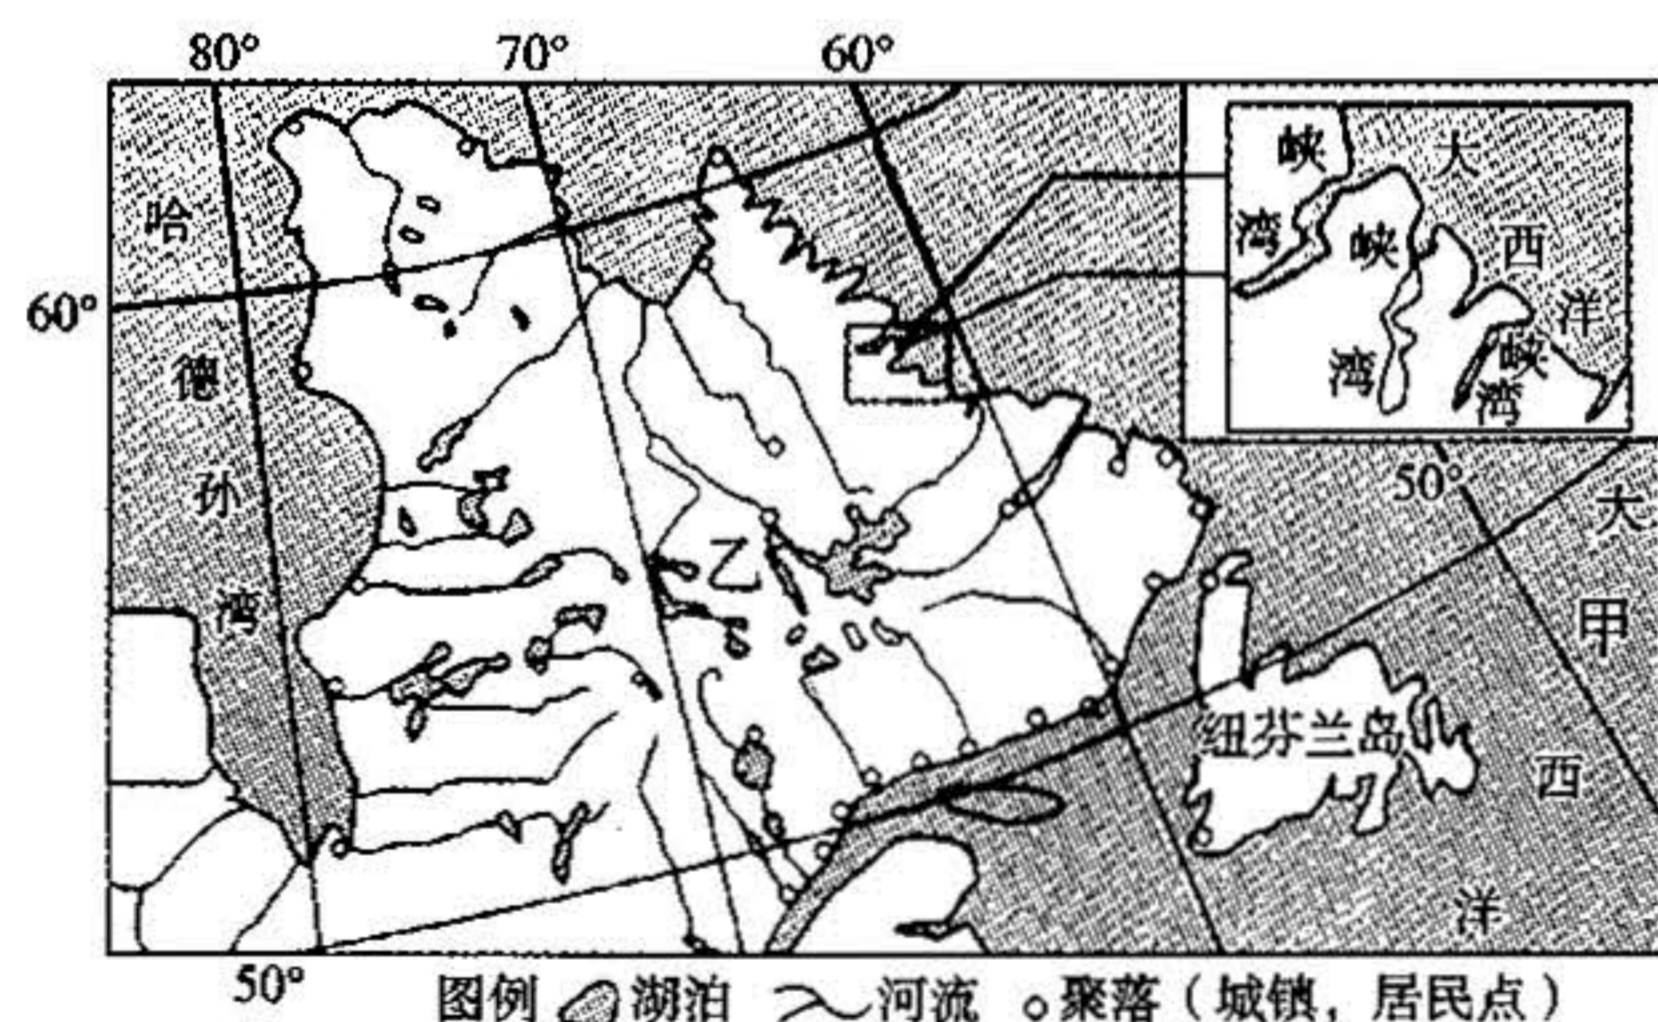 80° 70° 60°
60°
哈
德
孙
湾
乙
峡 大
湾 峡 西
洋
湾 峡
湾
50°
大
甲
西
洋
纽芬兰岛
50°
图例 湖泊 河流 聚落（城镇，居民点）